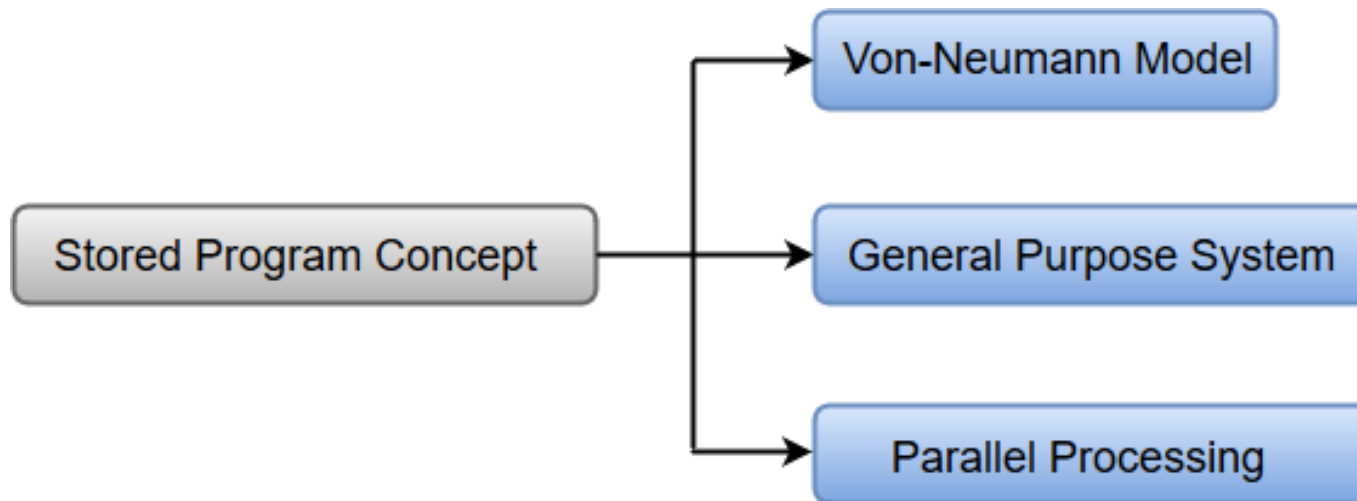 Von-Neumann Model
Stored Program Concept
General Purpose System
Parallel Processing